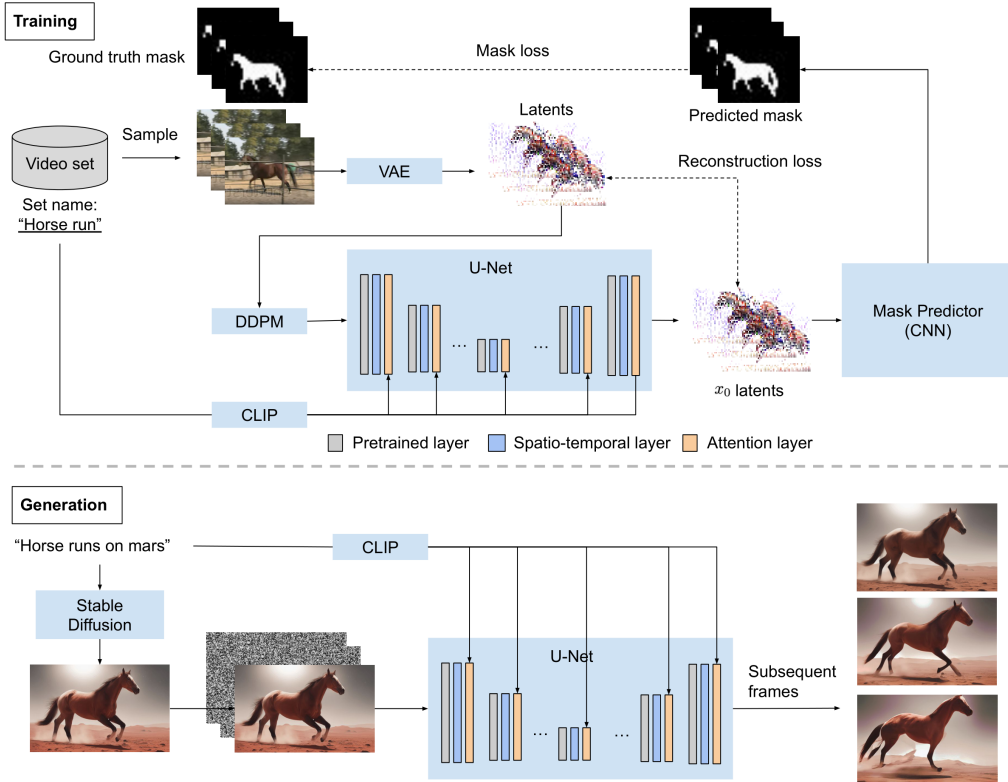 Training
Ground truth mask
Mask loss
Predicted mask
Video set
Sample
VAE
Latents
Reconstruction loss
Set name:
“Horse run”
U-Net
DDPM
...
...
Mask Predictor
(CNN)
x0 latents
CLIP
Pretrained layer
Spatio-temporal layer
Attention layer
Generation
“Horse runs on mars”
CLIP
Stable
Diffusion
U-Net
...
...
Subsequent
frames